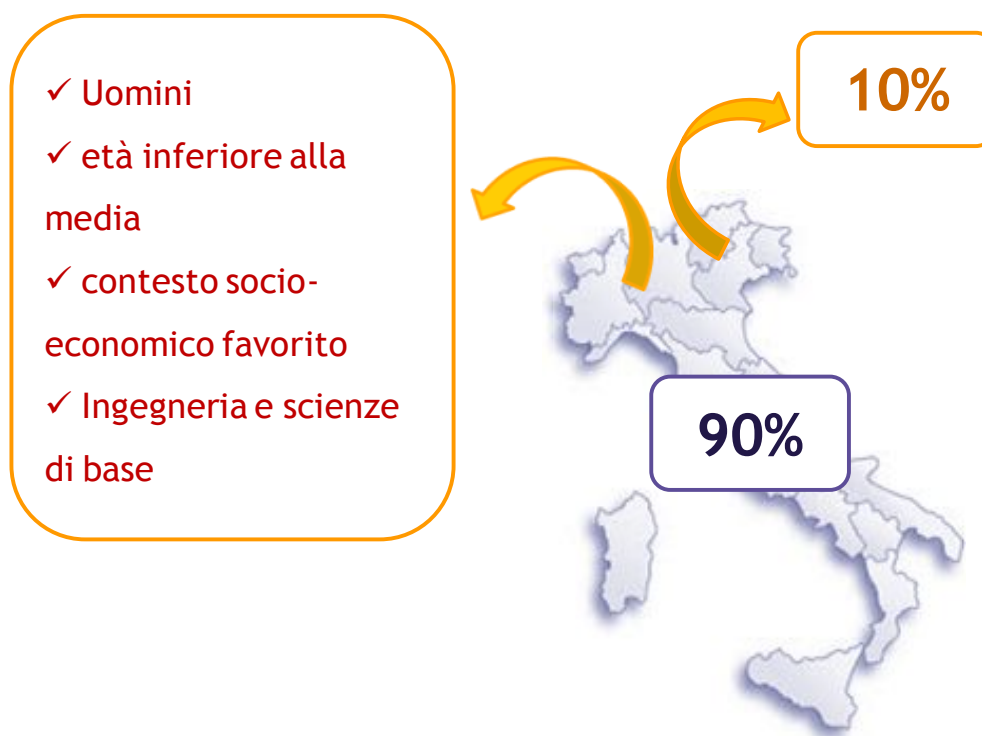 ✓ Uomini
✓ età inferiore alla
media
✓ contesto socio-
economico favorito
✓ Ingegneria e scienze
di base
10%
90%